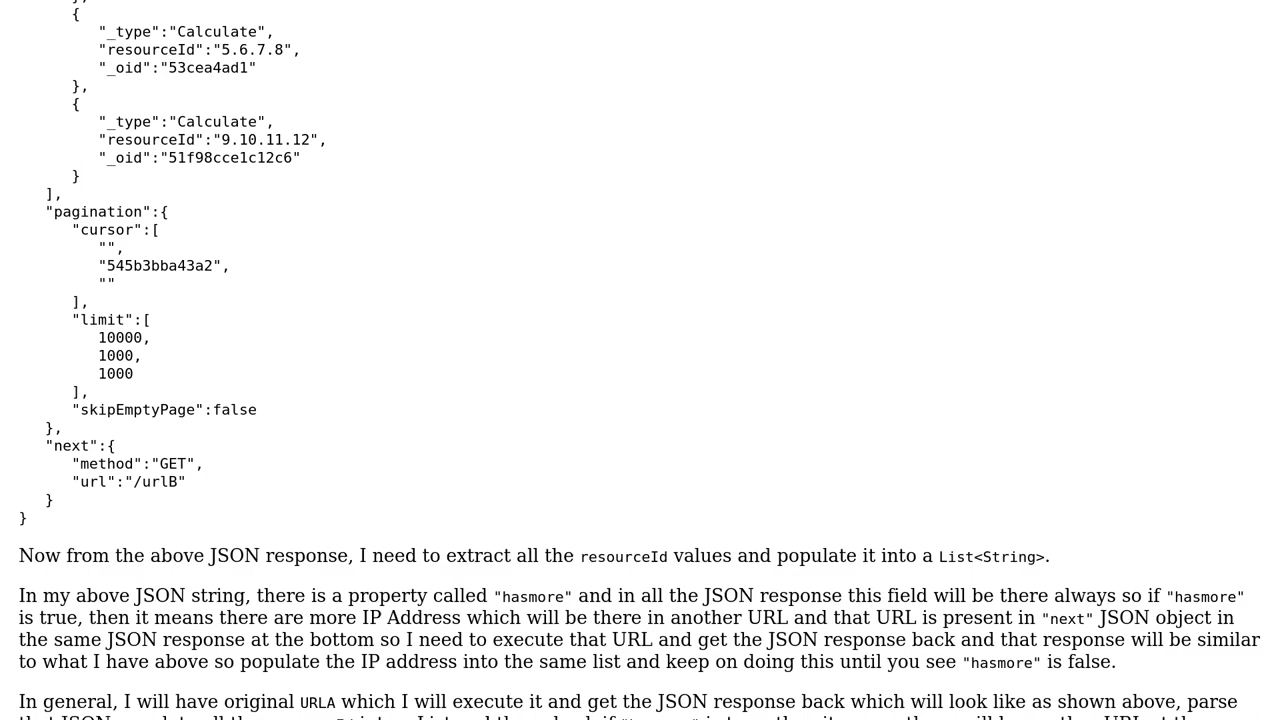 {
"_type":"Calculate",
"resourceId":"5.6.7.8",
"_oid":"53cea4ad1"
},
{
"_type":"Calculate",
"resourceId":"9.10.11.12",
"_oid":"51f98cce1c12c6"
}
],
"pagination":{
"cursor":[
"",
"545b3bba43a2",
""
],
"limit":[
10000,
1000,
1000
],
"skipEmptyPage":false
},
"next":{
"method":"GET",
"url":"/urlB"
}
}
Now from the above JSON response, I need to extract all the resourceId values and populate it into a List<String>.
In my above JSON string, there is a property called "hasmore" and in all the JSON response this field will be there always so if "hasmore"
is true, then it means there are more IP Address which will be there in another URL and that URL is present in "next" JSON object in
the same JSON response at the bottom so I need to execute that URL and get the JSON response back and that response will be similar
to what I have above so populate the IP address into the same list and keep on doing this until you see "hasmore" is false.
In general, I will have original URLA which I will execute it and get the JSON response back which will look like as shown above, parse